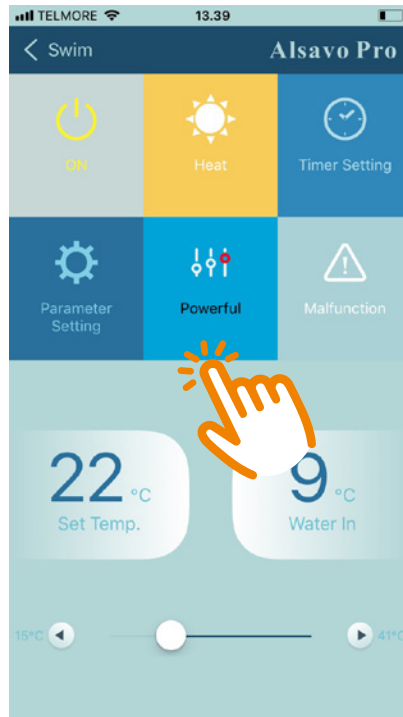 TELMORE 13.39
Swim Alsavo Pro
ON Heat Timer Setting
Parameter Powerful Malfunction
Setting
22 °C 9 °C
Set Temp. Water In
15°C 41°C